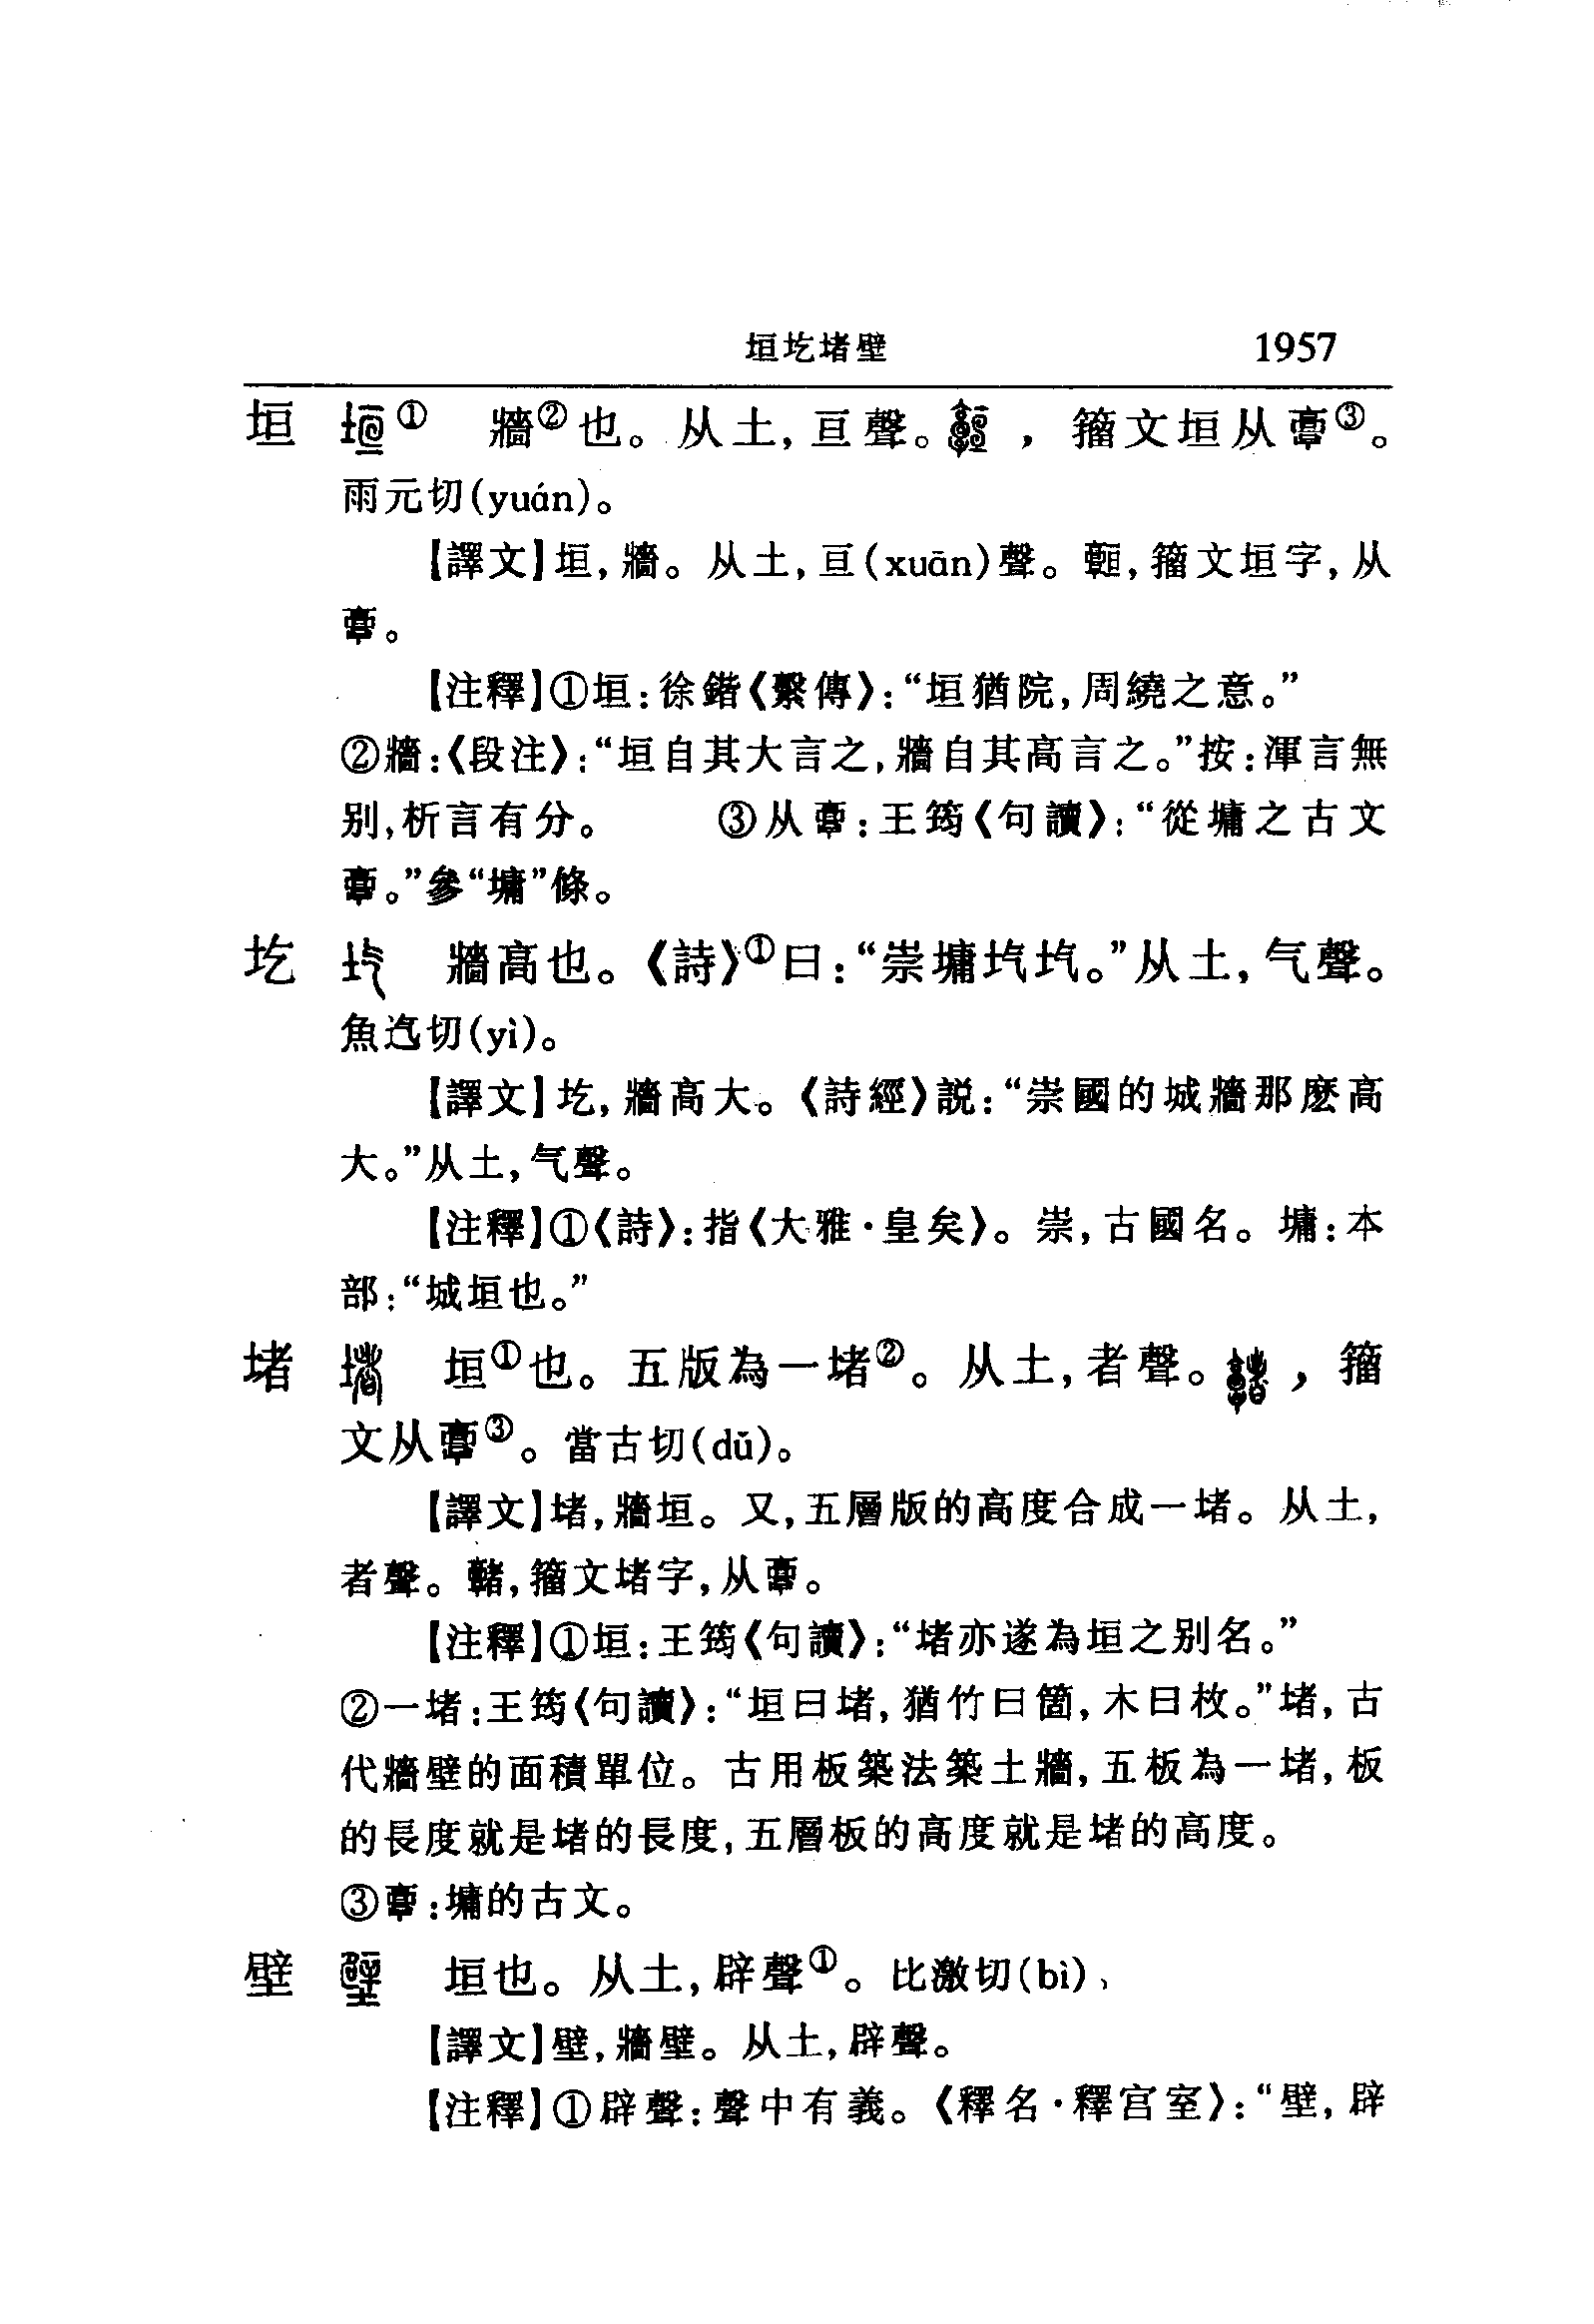 垣圪堵壁 1957
垣 ① 牆②也。从土,亘聲。 ,籀文垣从𩫖③。
雨元切(yuán)。
【譯文】垣,牆。从土,亘(xuān)聲。𩫥,籀文垣字,从
𩫖。
【注釋】①垣:徐鍇《繫傳》:“垣猶院,周繞之意。”
②牆:《段注》:“垣自其大言之,牆自其高言之。”按:渾言無
别,析言有分。 ③从𩫖:王筠《句讀》:“從墉之古文
𩫖。”參“墉”條。
圪 牆高也。《詩》①曰:“崇墉圪圪。”从土,气聲。
魚迄切(yì)。
【譯文】圪,牆高大。《詩經》説:“崇國的城牆那麽高
大。”从土,气聲。
【注釋】①《詩》:指《大雅·皇矣》。崇,古國名。墉:本
部:“城垣也。”
堵 垣①也。五版為一堵②。从土,者聲。 ,籀
文从𩫖③。當古切(dǔ)。
【譯文】堵,牆垣。又,五層版的高度合成一堵。从土,
者聲。𩫨,籀文堵字,从𩫖。
【注釋】①垣:王筠《句讀》:“堵亦遂為垣之别名。”
②一堵:王筠《句讀》:“垣曰堵,猶竹曰箇,木曰枚。”堵,古
代牆壁的面積單位。古用板築法築土牆,五板為一堵,板
的長度就是堵的長度,五層板的高度就是堵的高度。
③𩫖:墉的古文。
壁 垣也。从土,辟聲①。比激切(bì)、
【譯文】壁,牆壁。从土,辟聲。
【注釋】①辟聲:聲中有義。《釋名·釋宫室》:“壁,辟